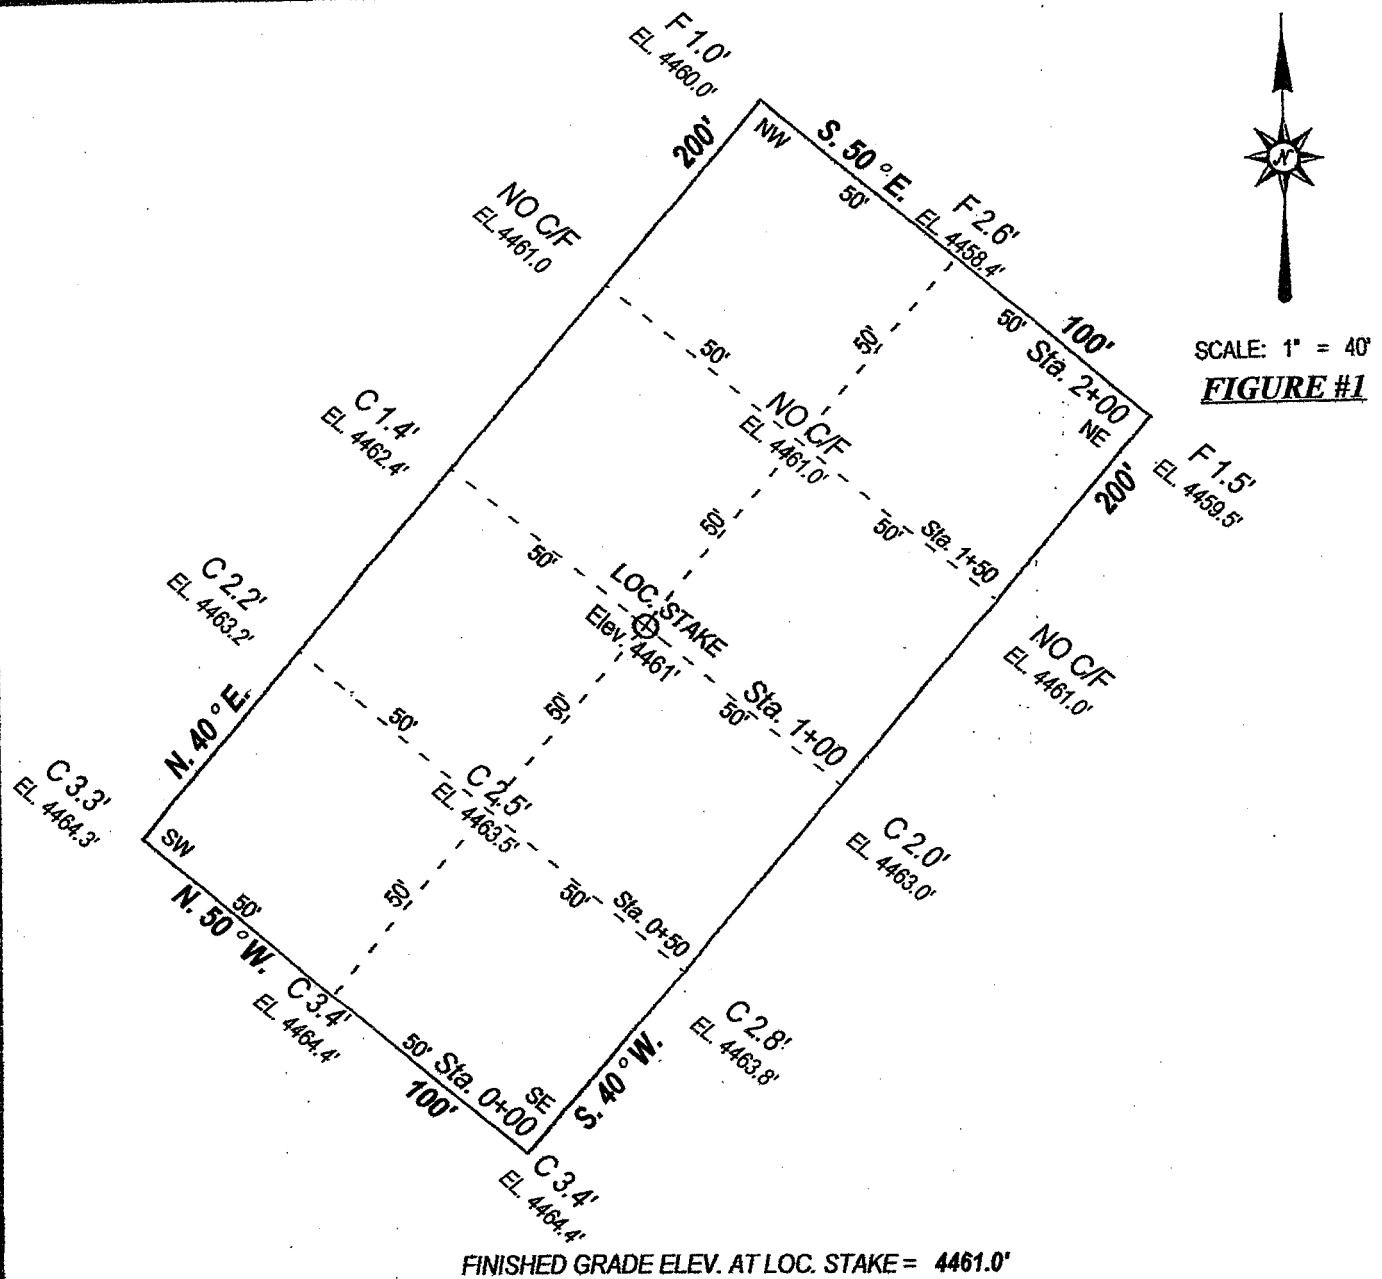 F 1.0'
EL. 4460.0'
200'
NW
S. 50° E.
50'
F 2.6'
EL. 4458.4'
N
SCALE: 1" = 40'
FIGURE #1
NO C/F
EL. 4461.0
50'
50'
50'
100'
Sta. 2+00
NE
F 1.5'
EL. 4459.5'
200'
C 1.4'
EL. 4462.4'
NO C/F
EL. 4461.0'
50'
50'
Sta. 1+50
50'
LOC. STAKE
Elev. 4461'
NO C/F
EL. 4461.0'
C 2.2'
EL. 4463.2'
50'
50'
Sta. 1+00
N. 40° E.
50'
C 3.3'
EL. 4464.3'
C 2.5'
EL. 4463.5'
C 2.0'
EL. 4463.0'
SW
50'
50'
50'
Sta. 0+50
N. 50° W.
C 3.4'
EL. 4464.4'
C 2.8'
EL. 4463.8'
50'
Sta. 0+00
100'
SE
S. 40° W.
C 3.4'
EL. 4464.4'
FINISHED GRADE ELEV. AT LOC. STAKE = 4461.0'